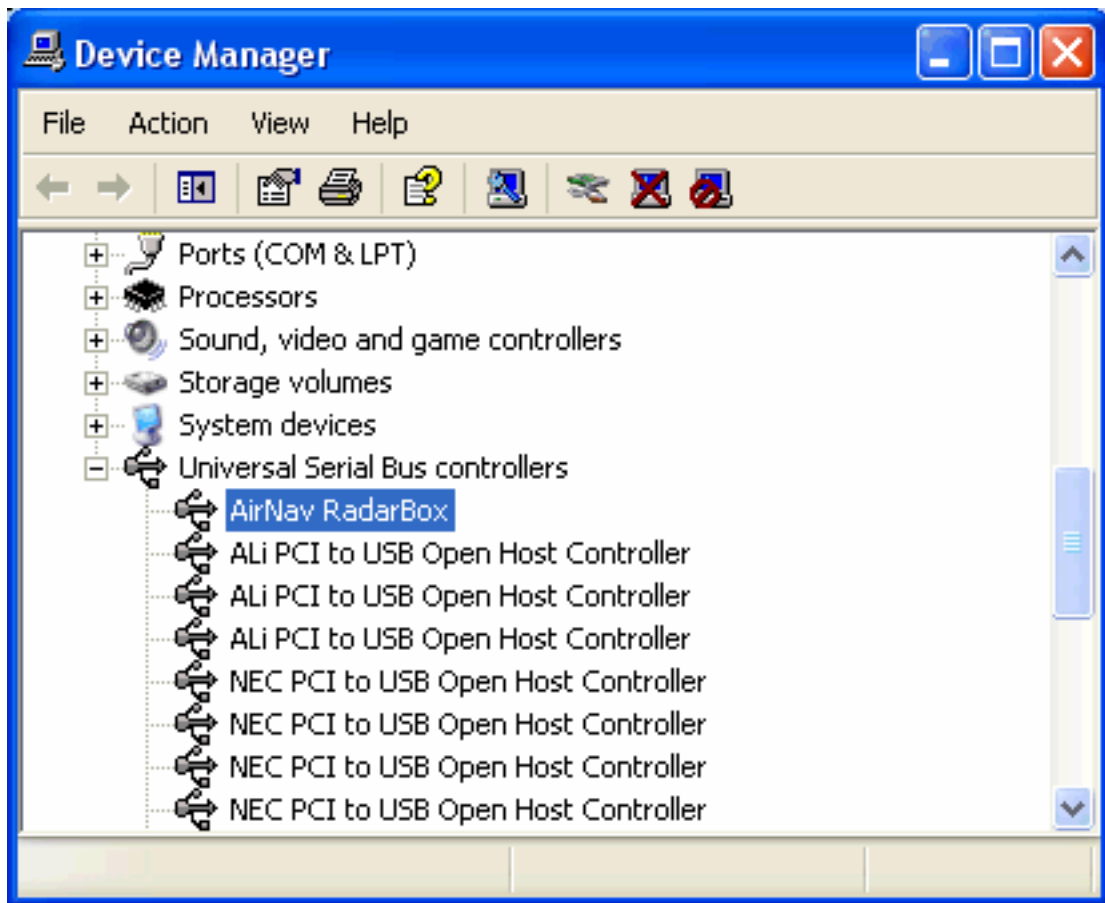 Device Manager
File Action View Help
Ports (COM & LPT)
Processors
Sound, video and game controllers
Storage volumes
System devices
Universal Serial Bus controllers
AirNav RadarBox
ALi PCI to USB Open Host Controller
ALi PCI to USB Open Host Controller
ALi PCI to USB Open Host Controller
NEC PCI to USB Open Host Controller
NEC PCI to USB Open Host Controller
NEC PCI to USB Open Host Controller
NEC PCI to USB Open Host Controller